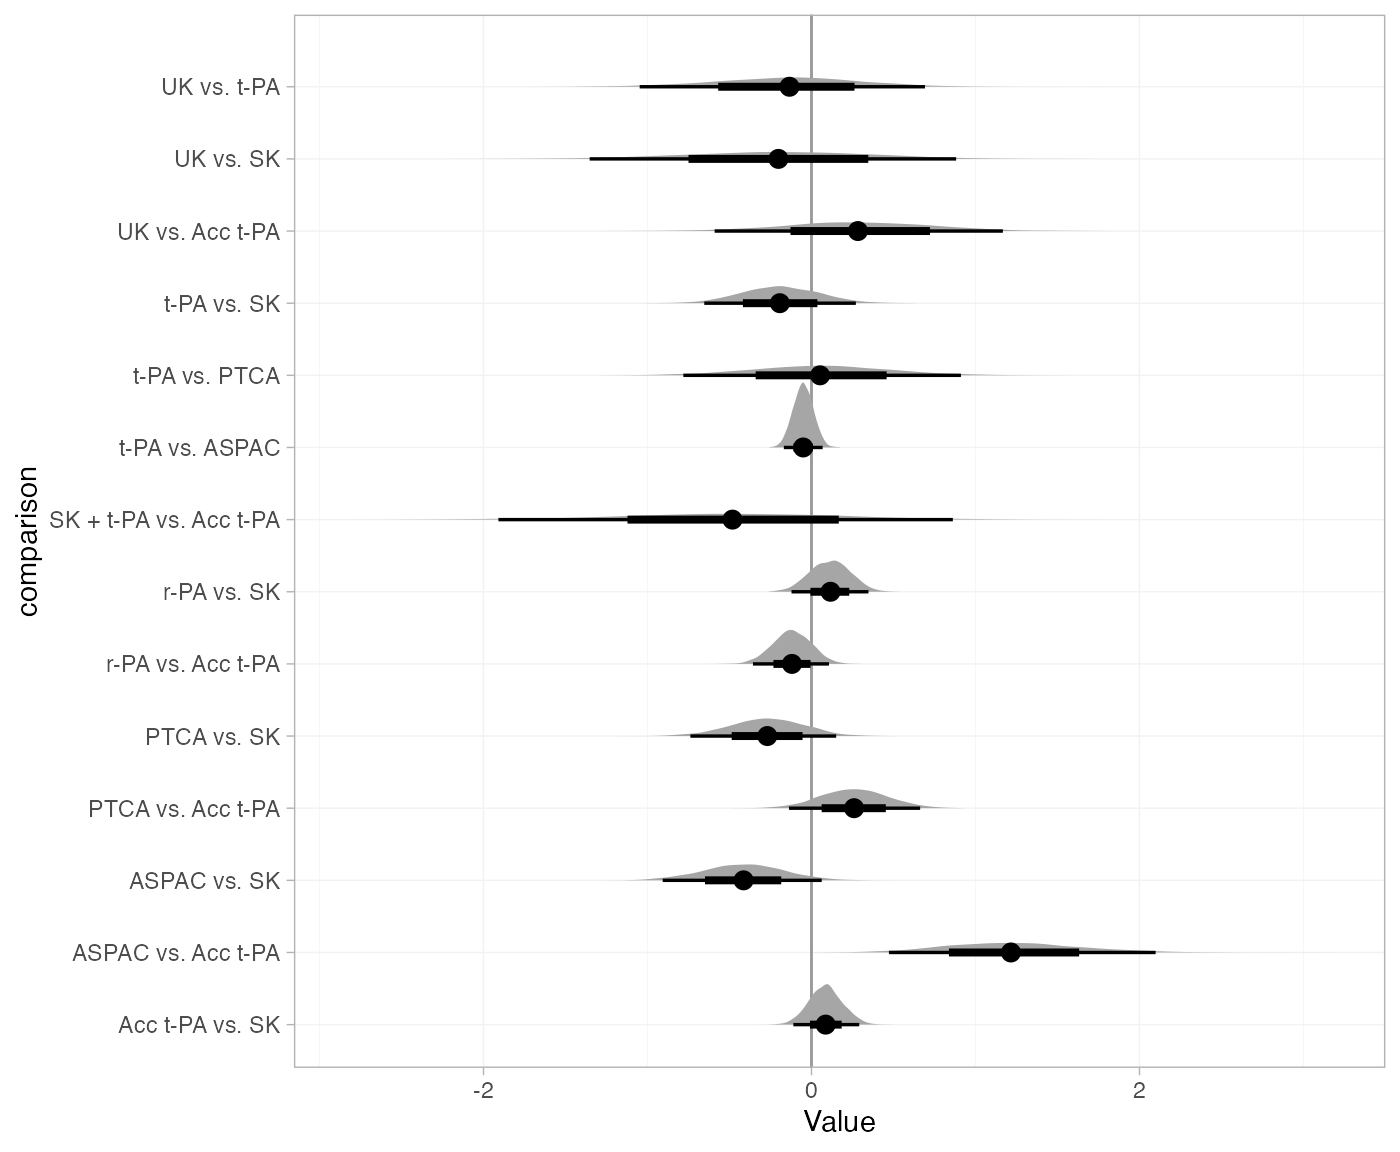 UK vs. t-PA
UK vs. SK
UK vs. Acc t-PA
t-PA vs. SK
t-PA vs. PTCA
t-PA vs. ASPAC
SK + t-PA vs. Acc t-PA
r-PA vs. SK
r-PA vs. Acc t-PA
PTCA vs. SK
PTCA vs. Acc t-PA
ASPAC vs. SK
ASPAC vs. Acc t-PA
Acc t-PA vs. SK
comparison
-2 0 2
Value